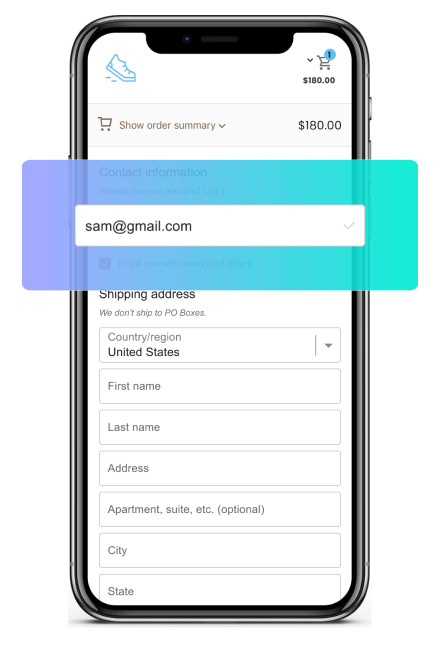 1
$180.00
Show order summary
$180.00
Contact Information
Already have an account? Log in
sam@gmail.com
Email me with news and offers
Shipping address
We don't ship to PO Boxes.
Country/region
United States
First name
Last name
Address
Apartment, suite, etc. (optional)
City
State